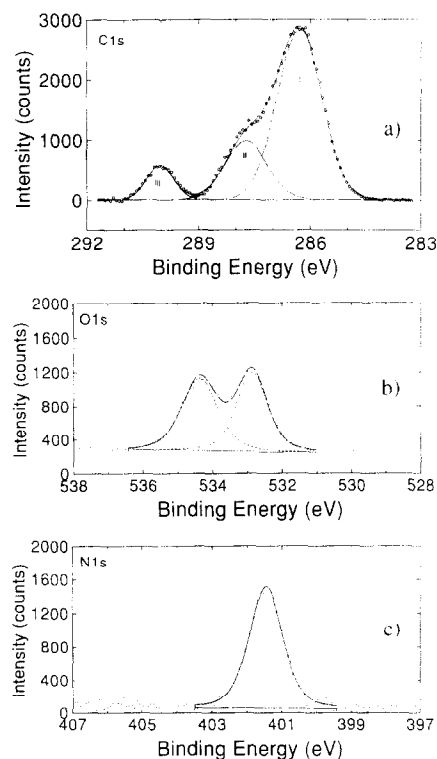 3000
C1s
2000
a)
1000
II
III
0
292 289 286 283
Intensity (counts)
Binding Energy (eV)
2000
O1s
1600
1200
b)
800
400
0
538 536 534 532 530 528
Intensity (counts)
Binding Energy (eV)
2000
N1s
1600
1200
c)
800
400
0
407 405 403 401 399 397
Intensity (counts)
Binding Energy (eV)